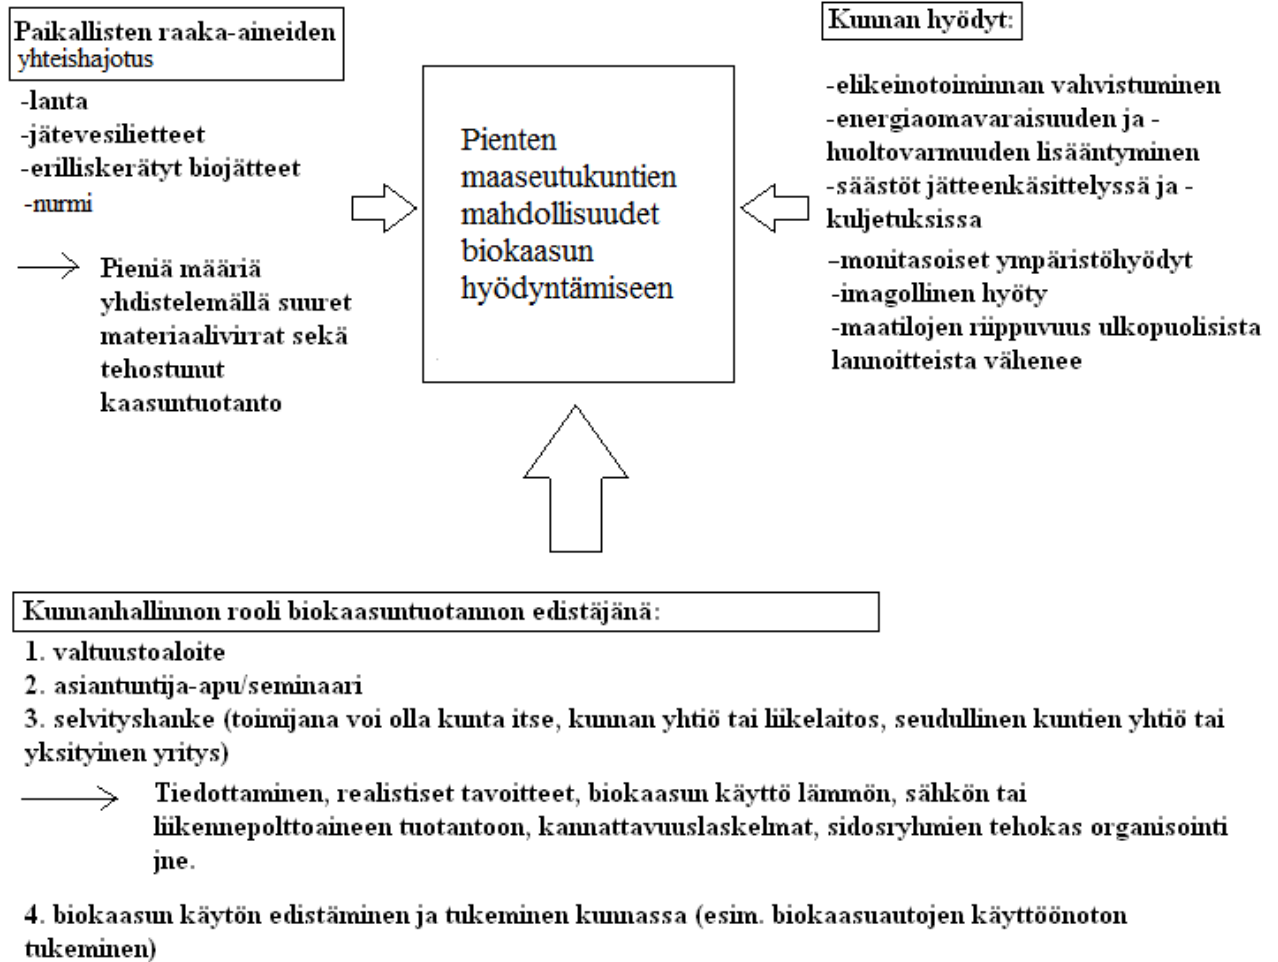 Paikallisten raaka-aineiden
yhteishajotus
-lanta
-jätevesilietteet
-erilliskerätyt biojätteet
-nurmi
Pieniä määriä
yhdistelemällä suuret
materiaalivirrat sekä
tehostunut
kaasuntuotanto
Pienten
maaseutukuntien
mahdollisuudet
biokaasun
hyödyntämiseen
Kunnan hyödyt:
-elikeinotoiminnan vahvistuminen
-energiaomavaraisuuden ja -
huoltovarmuuden lisääntyminen
-säästöt jätteenkäsittelyssä ja -
kuljetuksissa
-monitasoiset ympäristöhyödyt
-imagollinen hyöty
-maatilojen riippuvuus ulkopuolisista
lannoitteista vähenee
Kunnanhallinnon rooli biokaasuntuotannon edistäjänä:
1. valtuustoaloite
2. asiantuntija-apu/seminaari
3. selvityshanke (toimijana voi olla kunta itse, kunnan yhtiö tai liikelaitos, seudullinen kuntien yhtiö tai
yksityinen yritys)
Tiedottaminen, realistiset tavoitteet, biokaasun käyttö lämmön, sähkön tai
liikennepolttoaineen tuotantoon, kannattavuuslaskelmat, sidosryhmien tehokas organisointi
jne.
4. biokaasun käytön edistäminen ja tukeminen kunnassa (esim. biokaasuautojen käyttöönoton
tukeminen)